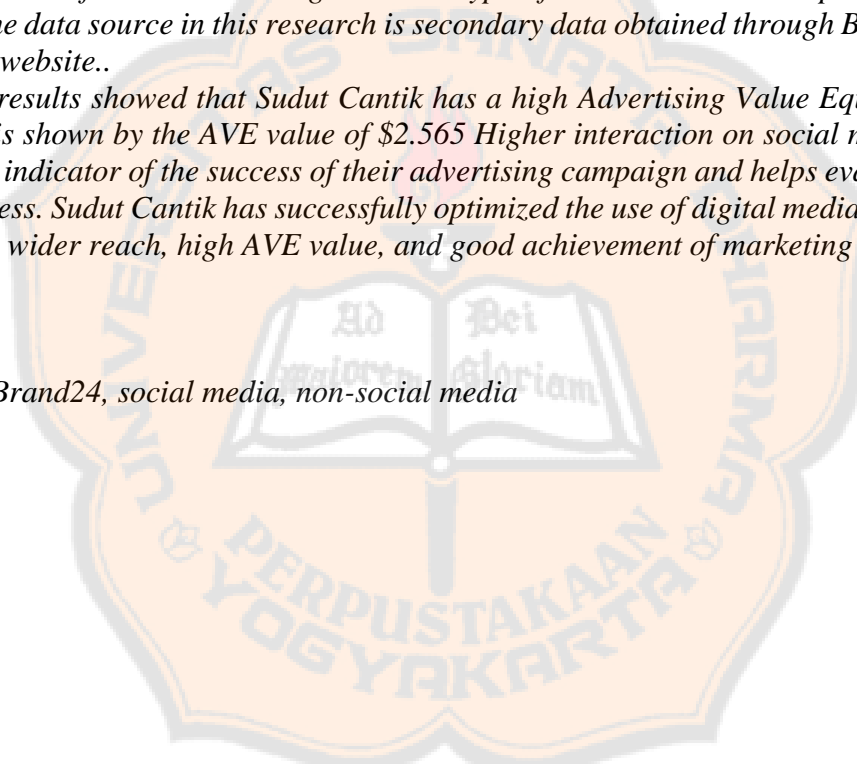 he data source in this research is secondary data obtained through B
website..
results showed that Sudut Cantik has a high Advertising Value Equ
is shown by the AVE value of $2.565 Higher interaction on social m
indicator of the success of their advertising campaign and helps eva
ess. Sudut Cantik has successfully optimized the use of digital media
wider reach, high AVE value, and good achievement of marketing
Brand24, social media, non-social media
SANATA
DHARMA
Ad
maiorem
Dei
Gloriam
PERPUSTAKAAN
YOGYAKARTA